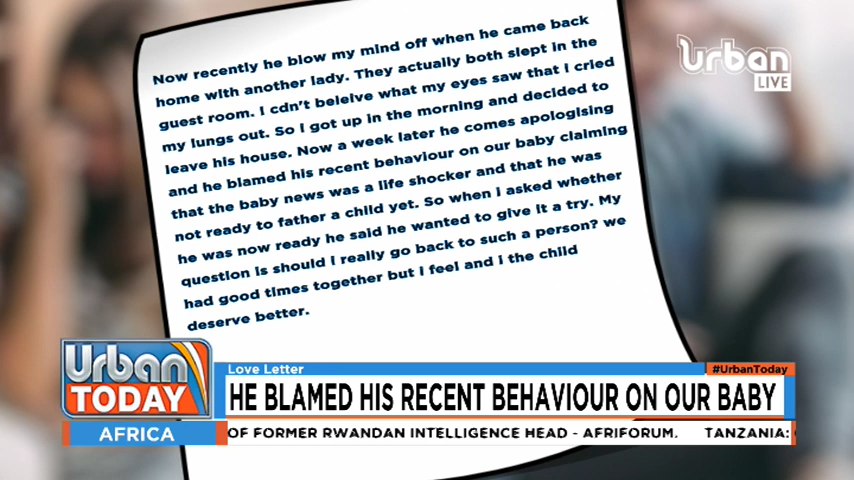 Now recently he blow my mind off when he came back
home with another lady. They actually both slept in the
guest room. I cdn't beleive what my eyes saw that I cried
my lungs out. So I got up in the morning and decided to
leave his house. Now a week later he comes apologising
and he blamed his recent behaviour on our baby claiming
that the baby news was a life shocker and that he was
not ready to father a child yet. So when i asked whether
he was now ready he said he wanted to give it a try. My
question is should I really go back to such a person? we
had good times together but I feel and i the child
deserve better.
Urban
LIVE
Urban
TODAY
AFRICA
Love Letter
#UrbanToday
HE BLAMED HIS RECENT BEHAVIOUR ON OUR BABY
OF FORMER RWANDAN INTELLIGENCE HEAD - AFRIFORUM. TANZANIA: